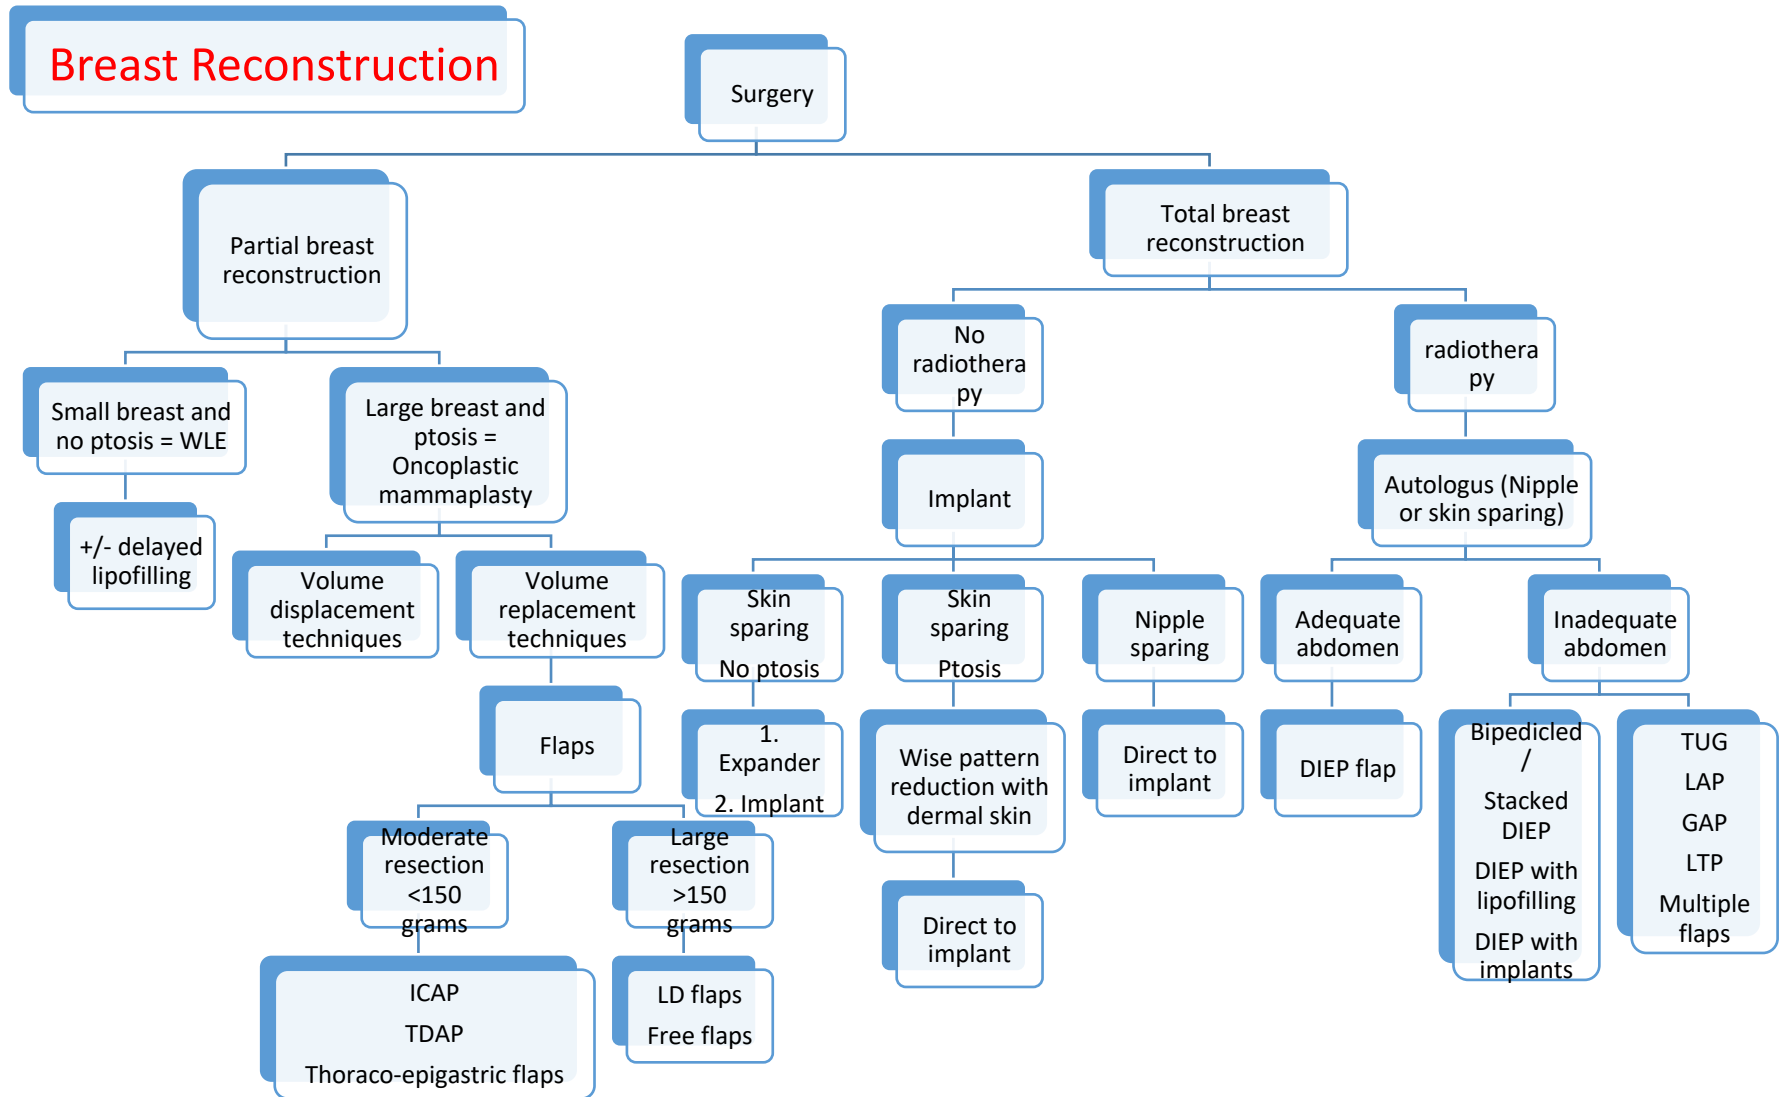 Breast Reconstruction
Surgery
Partial breast
reconstruction
Total breast
reconstruction
Small breast and
no ptosis = WLE
Large breast and
ptosis =
Oncoplastic
mammaplasty
No
radiothera
py
radiothera
py
+/- delayed
lipofilling
Implant
Autologus (Nipple
or skin sparing)
Volume
displacement
techniques
Volume
replacement
techniques
Skin
sparing
No ptosis
Skin
sparing
Ptosis
Nipple
sparing
Adequate
abdomen
Inadequate
abdomen
Flaps
1.
Expander
2. Implant
Wise pattern
reduction with
dermal skin
Direct to
implant
DIEP flap
Bipedicled
/
Stacked
DIEP
DIEP with
lipofilling
DIEP with
implants
TUG
LAP
GAP
LTP
Multiple
flaps
Moderate
resection
<150
grams
Large
resection
>150
grams
Direct to
implant
ICAP
TDAP
Thoraco-epigastric flaps
LD flaps
Free flaps